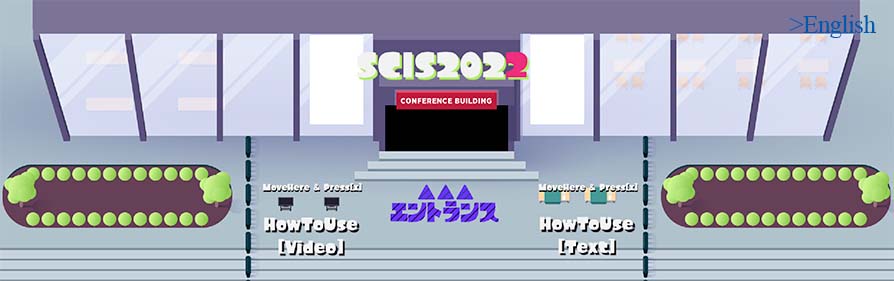 >English
SCIS2022
CONFERENCE BUILDING
MoveHere & Press[x]
HowToUse
[Video]
エントランス
MoveHere & Press[x]
HowToUse
[Text]